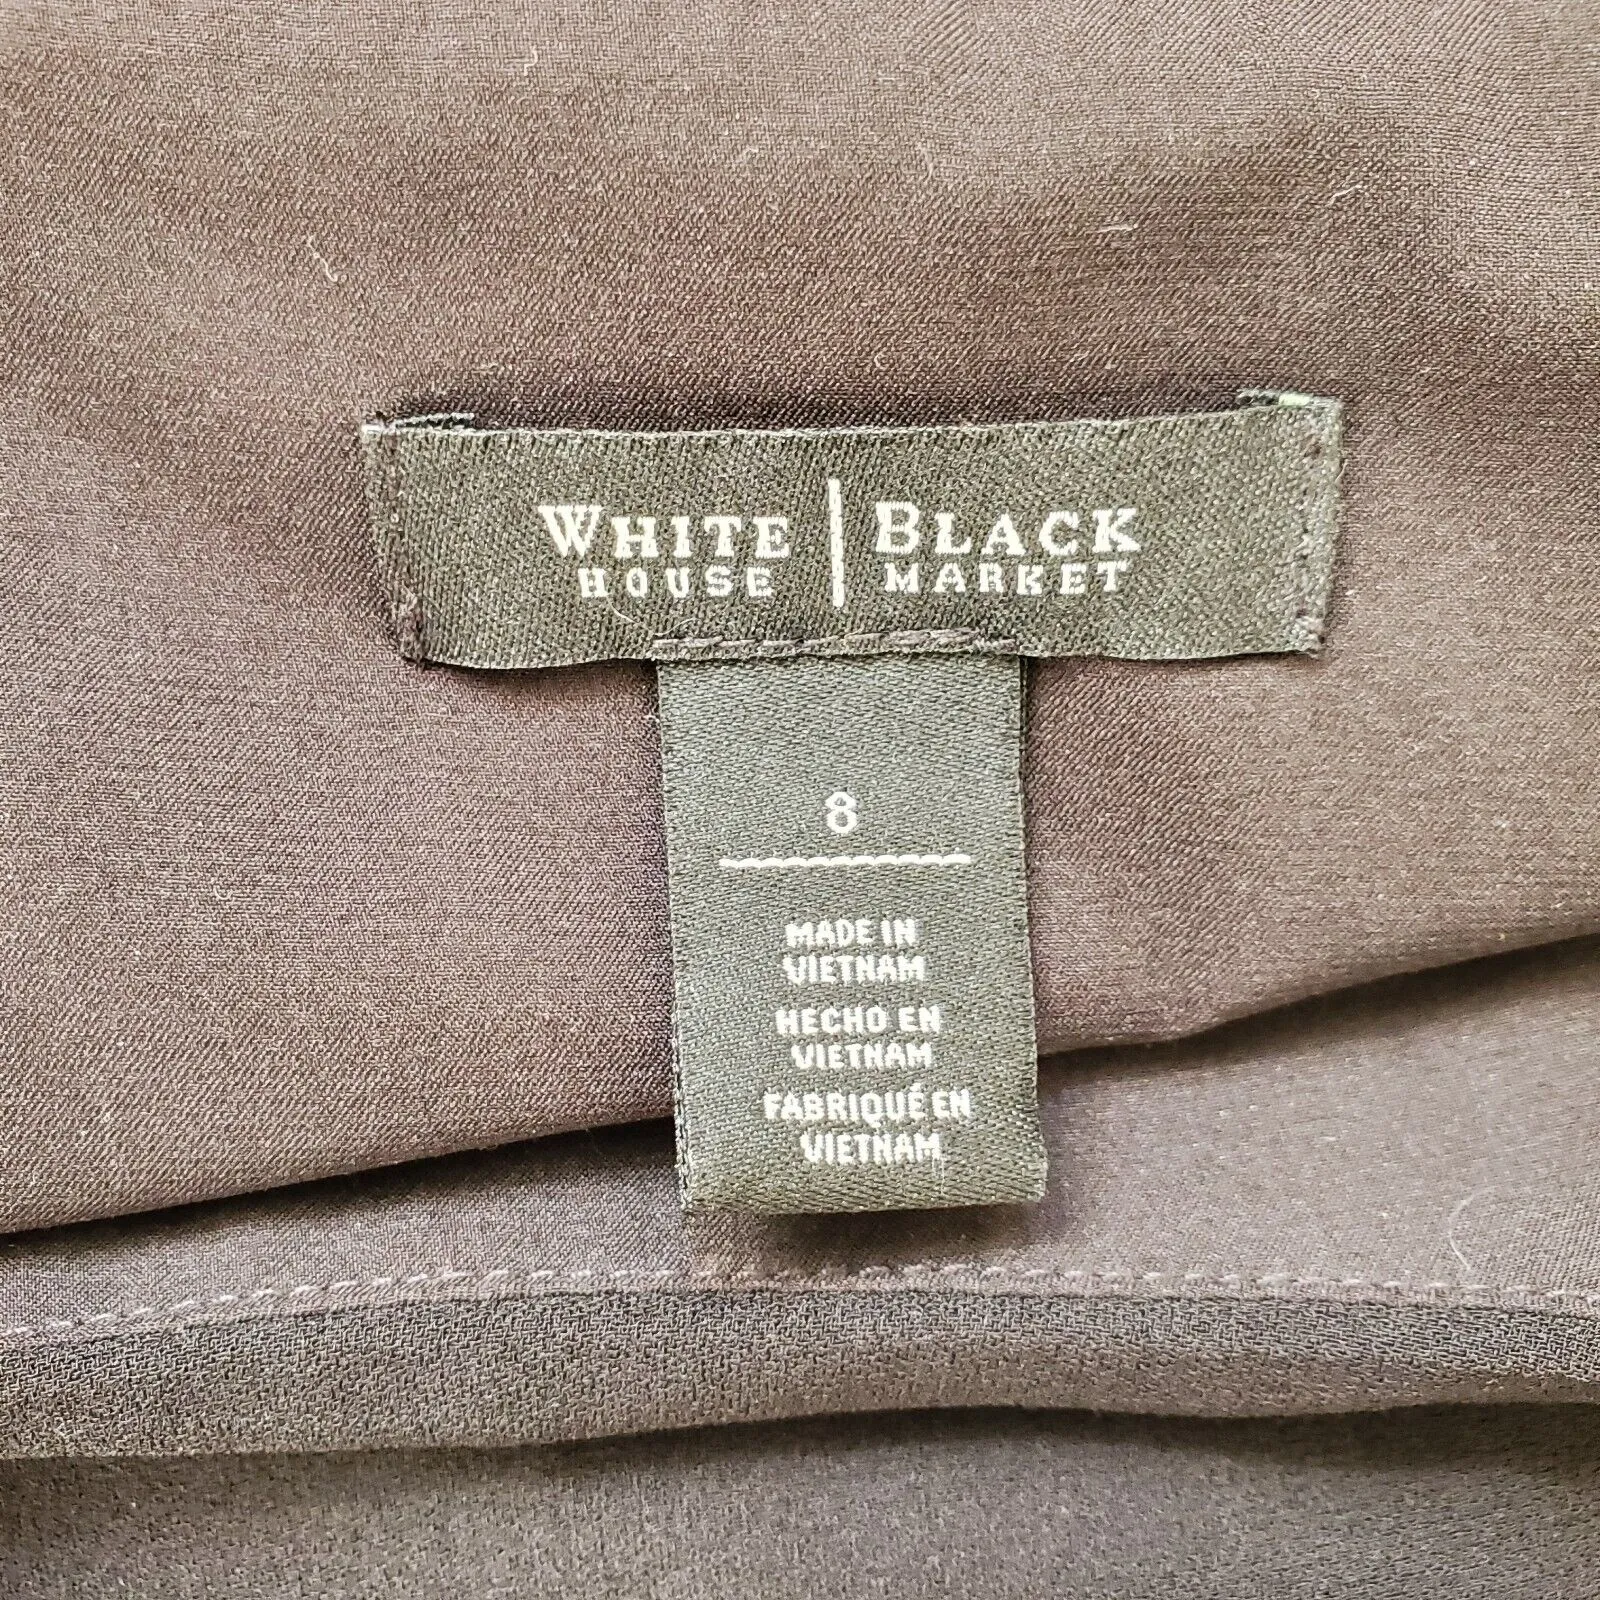 WHITE | BLACK
HOUSE | MARKET
8
MADE IN
VIETNAM
HECHO EN
VIETNAM
FABRIQUÉ EN
VIETNAM